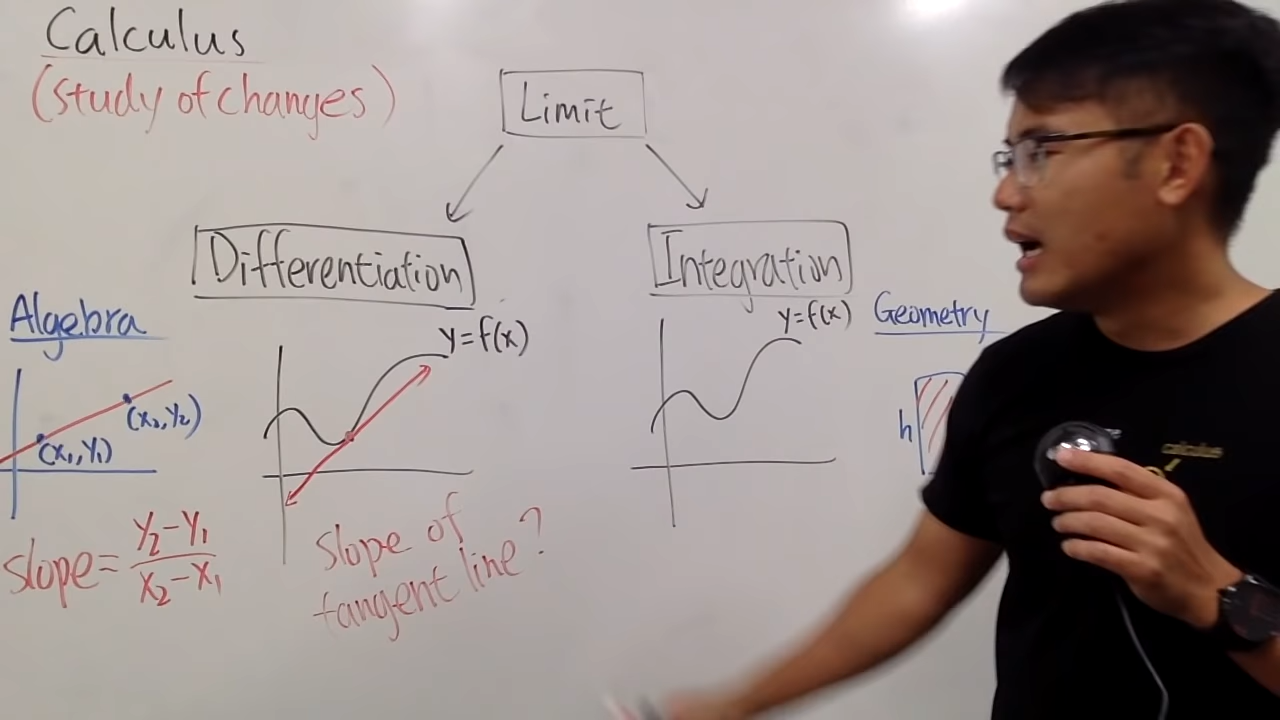 Calculus
(study of changes)
Limit
Differentiation
Integration
Algebra
y=f(x)
y=f(x)
Geometry
(x₂,y₂)
(x₁,y₁)
h
calculus
slope = y₂-y₁ / x₂-x₁
slope of
tangent line?